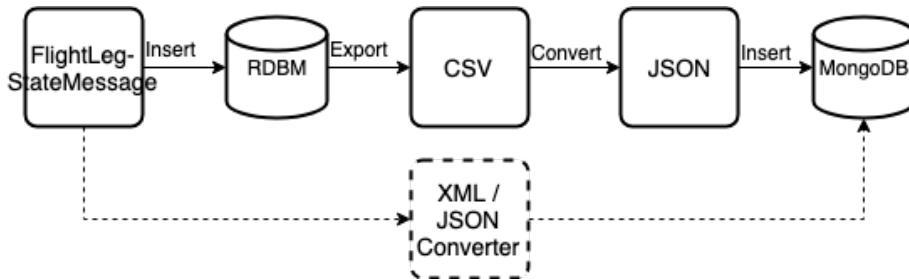 FlightLeg-
StateMessage
Insert
RDBM
Export
CSV
Convert
JSON
Insert
MongoDB
XML /
JSON
Converter